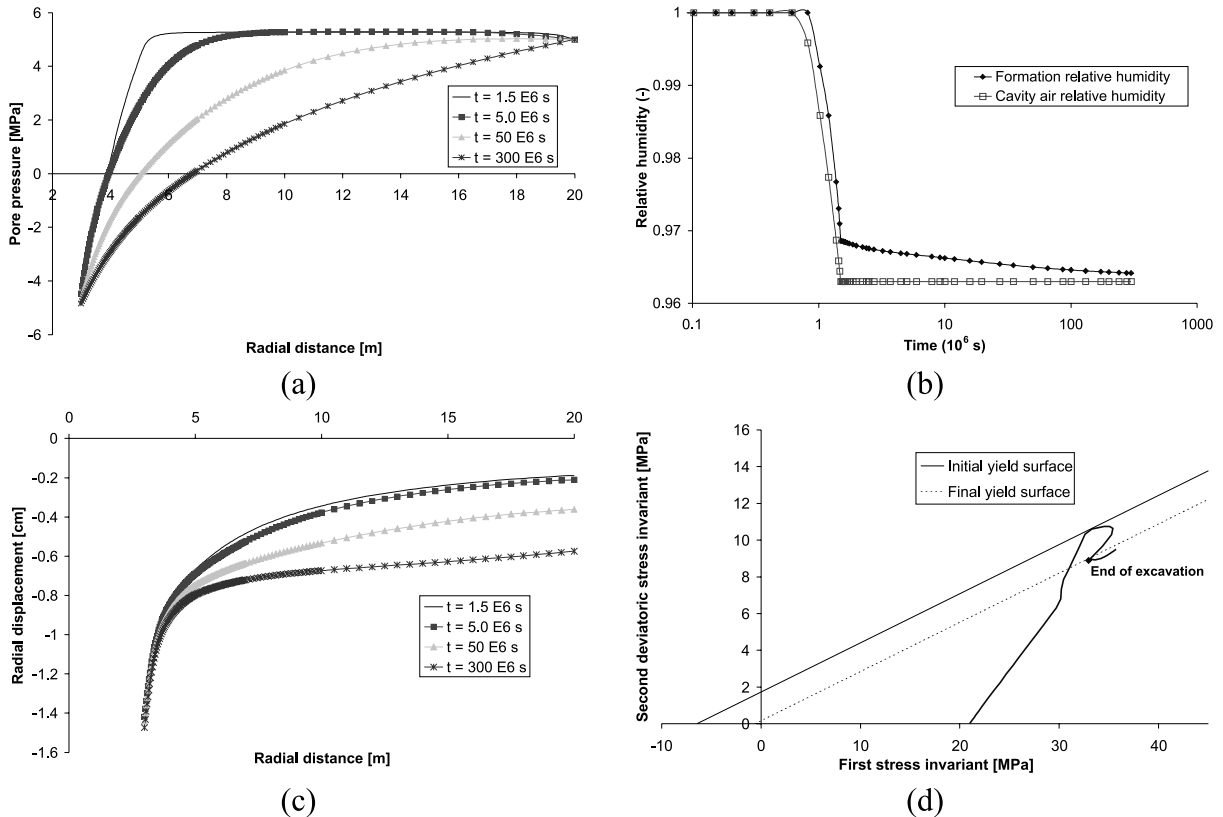 6
4
2
0
-2
-4
-6
2
4
6
8
10
12
14
16
18
20
Pore pressure [MPa]
Radial distance [m]
t = 1.5 E6 s
t = 5.0 E6 s
t = 50 E6 s
t = 300 E6 s
(a)
1
0.99
0.98
0.97
0.96
0.1
1
10
100
1000
Relative humidity (-)
Time (10⁶ s)
Formation relative humidity
Cavity air relative humidity
(b)
0
5
10
15
20
0
-0.2
-0.4
-0.6
-0.8
-1
-1.2
-1.4
-1.6
Radial displacement [cm]
Radial distance [m]
t = 1.5 E6 s
t = 5.0 E6 s
t = 50 E6 s
t = 300 E6 s
(c)
16
14
12
10
8
6
4
2
0
-10
0
10
20
30
40
Second deviatoric stress invariant [MPa]
First stress invariant [MPa]
Initial yield surface
Final yield surface
End of excavation
(d)